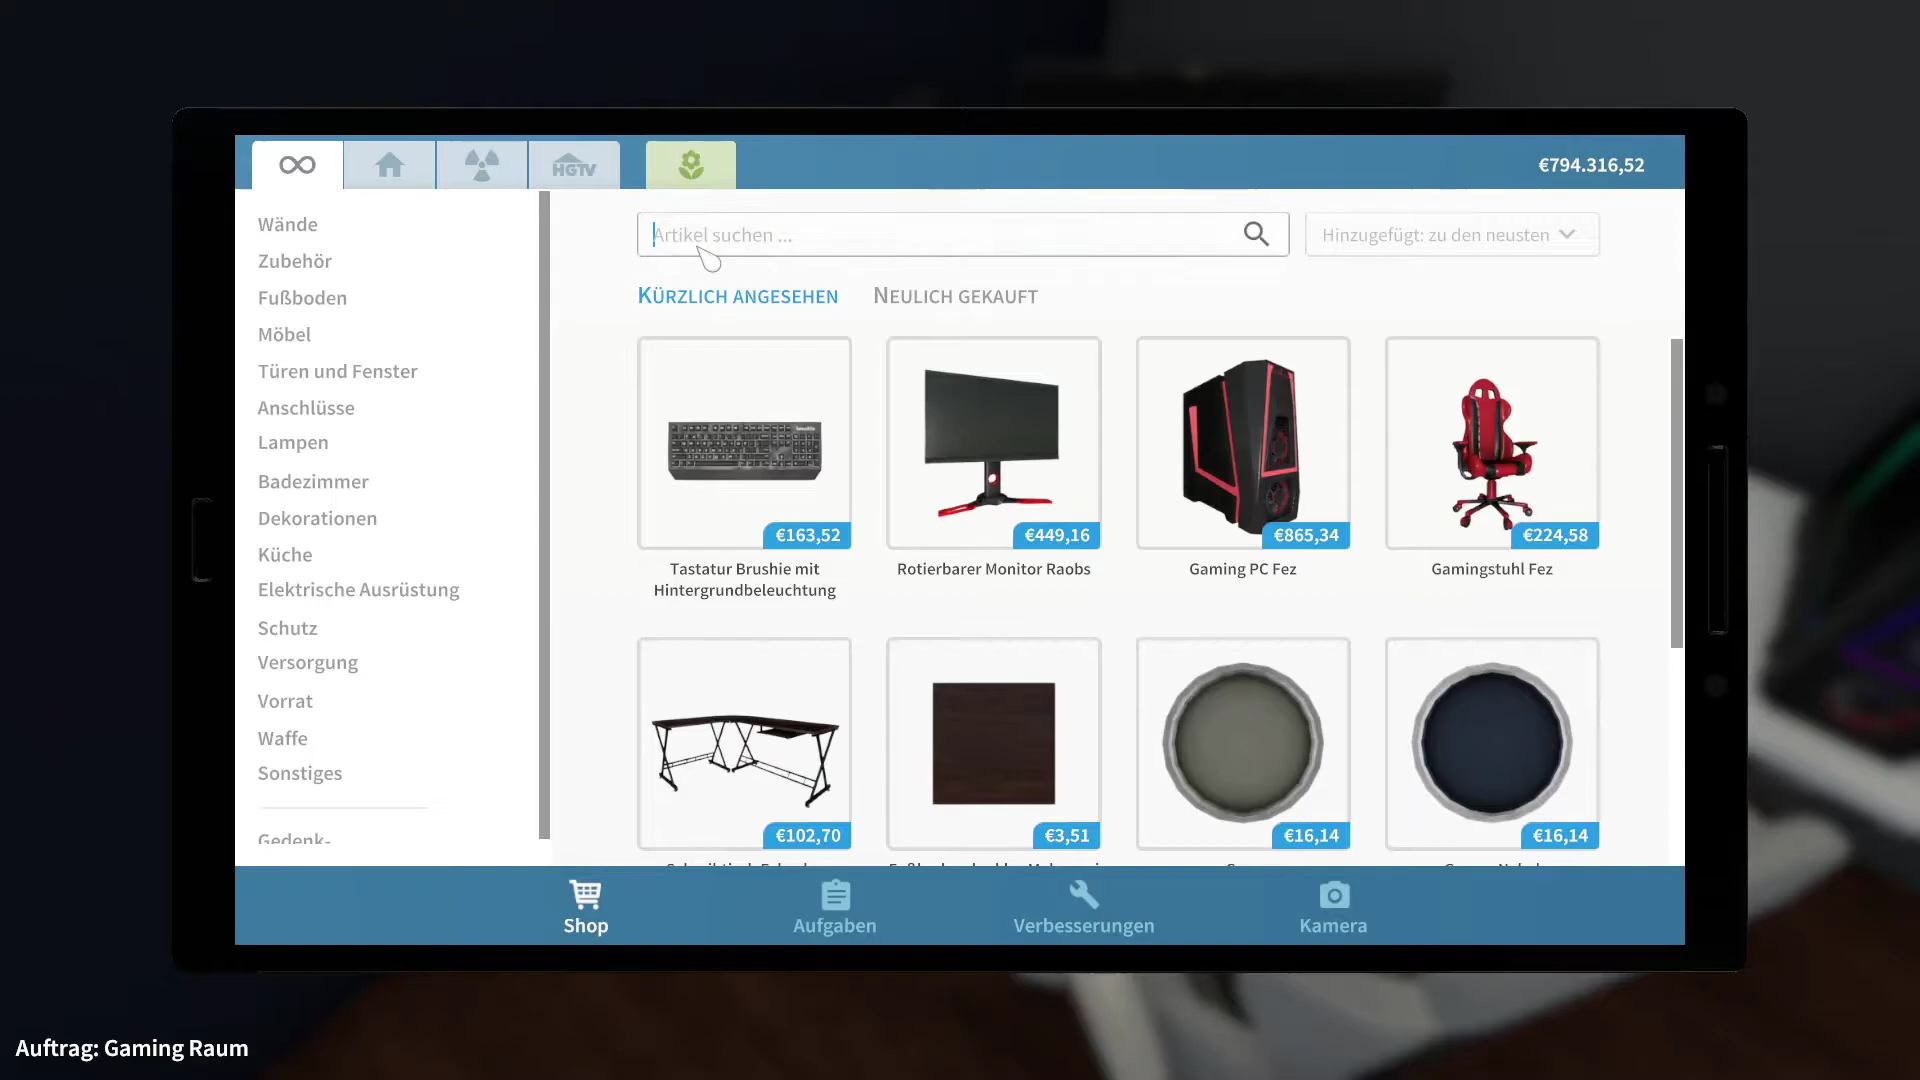 HGTV
€794.316,52
Wände
Zubehör
Fußboden
Möbel
Türen und Fenster
Anschlüsse
Lampen
Badezimmer
Dekorationen
Küche
Elektrische Ausrüstung
Schutz
Versorgung
Vorrat
Waffe
Sonstiges
Gedenk-
Artikel suchen ...
Hinzugefügt: zu den neusten
KÜRZLICH ANGESEHEN
NEULICH GEKAUFT
€163,52
€449,16
€865,34
€224,58
Tastatur Brushie mit
Hintergrundbeleuchtung
Rotierbarer Monitor Raobs
Gaming PC Fez
Gamingstuhl Fez
€102,70
€3,51
€16,14
€16,14
Shop
Aufgaben
Verbesserungen
Kamera
Auftrag: Gaming Raum